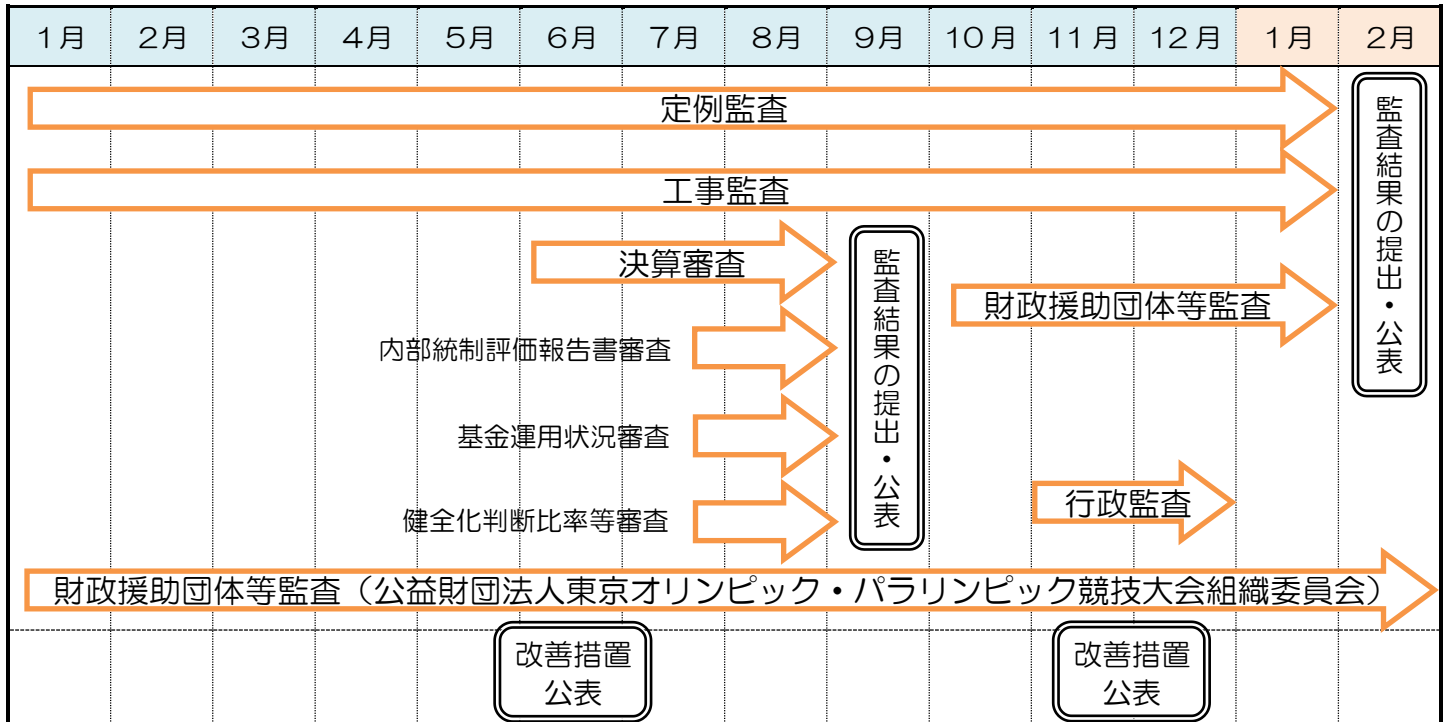 1月 2月 3月 4月 5月 6月 7月 8月 9月 10月 11月 12月 1月 2月
定例監査
工事監査
監査結果の提出・公表
決算審査
監査結果の提出・公表
財政援助団体等監査
内部統制評価報告書審査
基金運用状況審査
行政監査
健全化判断比率等審査
財政援助団体等監査（公益財団法人東京オリンピック・パラリンピック競技大会組織委員会）
改善措置
公表
改善措置
公表